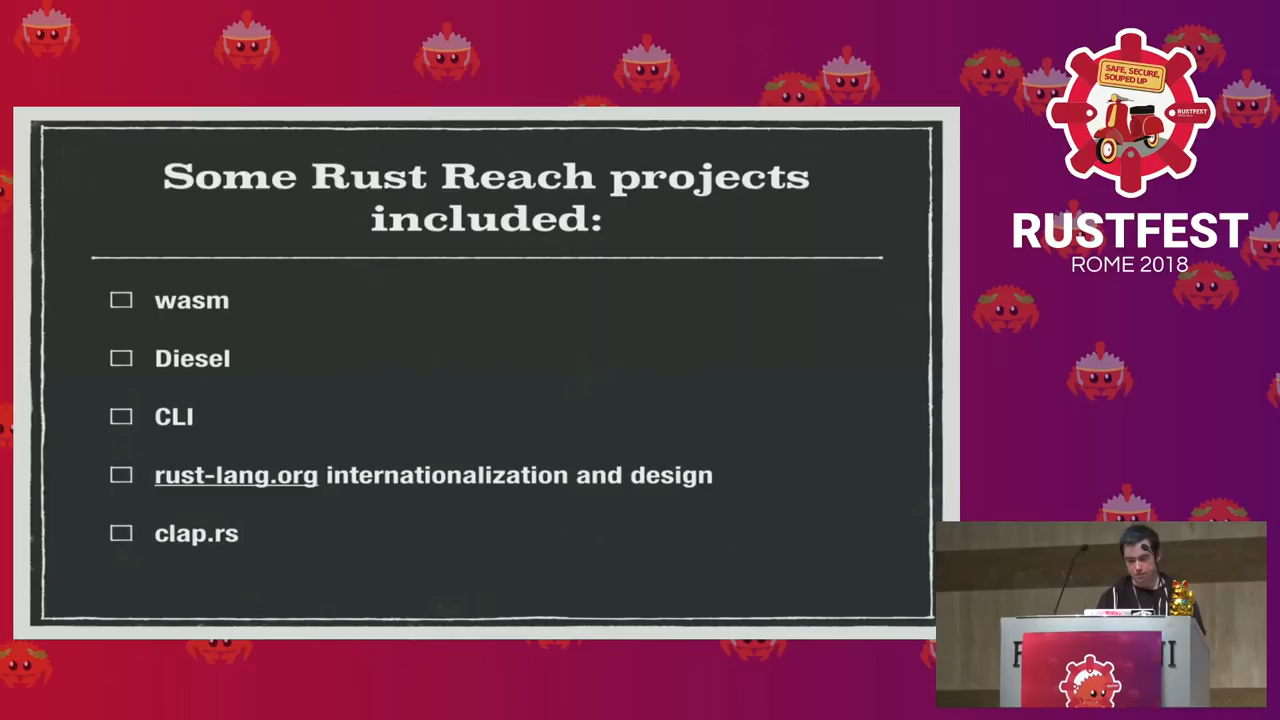 Some Rust Reach projects
included:
wasm
Diesel
CLI
rust-lang.org internationalization and design
clap.rs
SAFE, SECURE,
SOUPED UP
RUSTFEST
RUSTFEST
ROME 2018